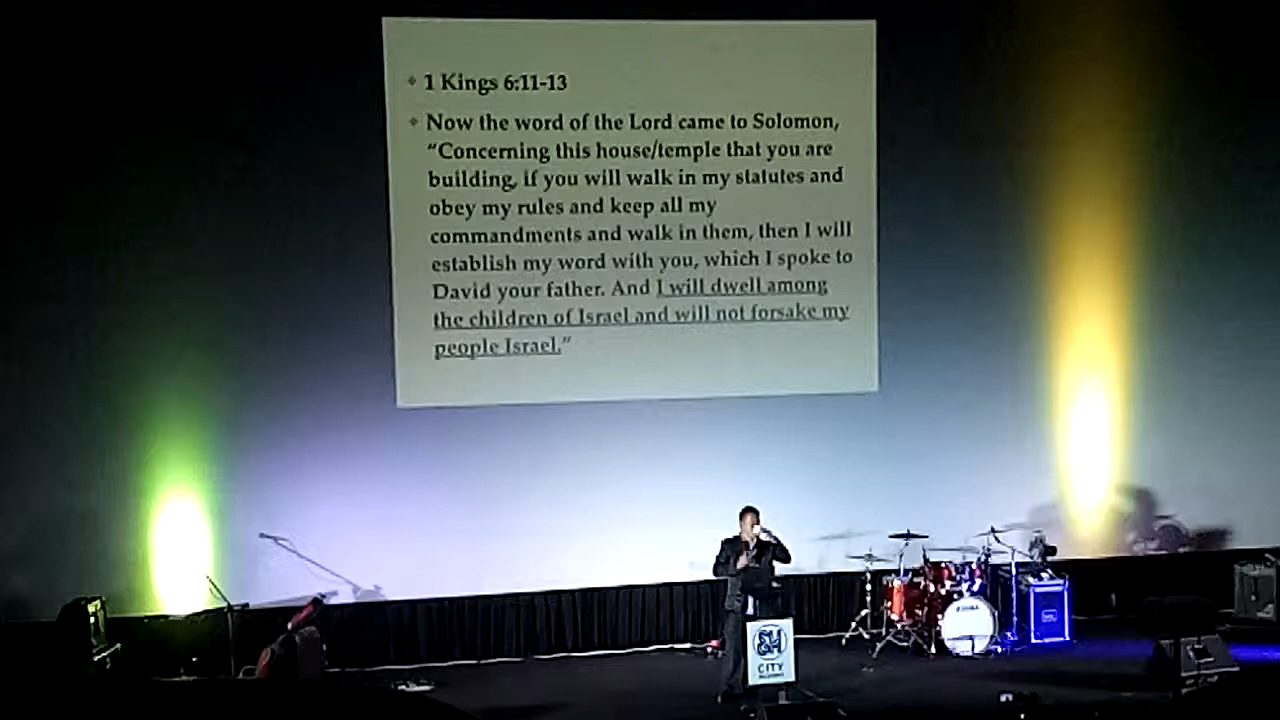 1 Kings 6:11-13
Now the word of the Lord came to Solomon,
“Concerning this house/temple that you are
building, if you will walk in my statutes and
obey my rules and keep all my
commandments and walk in them, then I will
establish my word with you, which I spoke to
David your father. And I will dwell among
the children of Israel and will not forsake my
people Israel.”
SM
CITY
TAMA